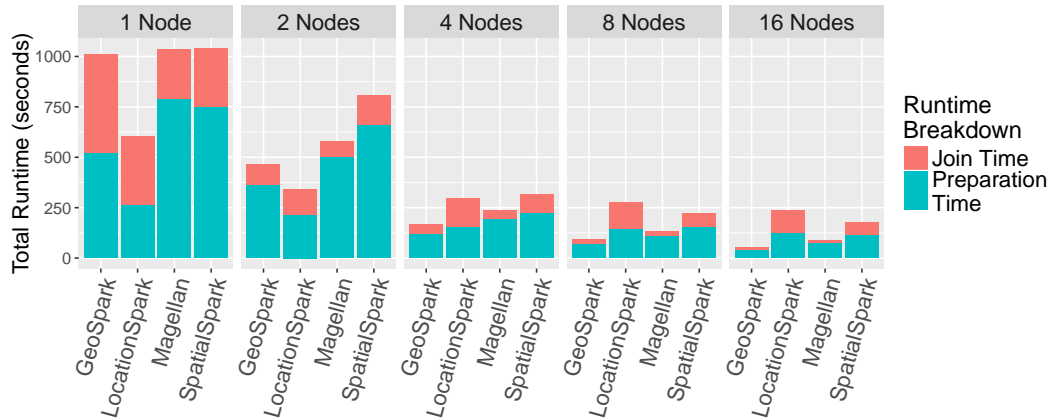 1 Node
2 Nodes
4 Nodes
8 Nodes
16 Nodes
Total Runtime (seconds)
1000
750
500
250
0
GeoSpark
LocationSpark
Magellan
SpatialSpark
GeoSpark
LocationSpark
Magellan
SpatialSpark
GeoSpark
LocationSpark
Magellan
SpatialSpark
GeoSpark
LocationSpark
Magellan
SpatialSpark
GeoSpark
LocationSpark
Magellan
SpatialSpark
Runtime
Breakdown
Join Time
Preparation
Time